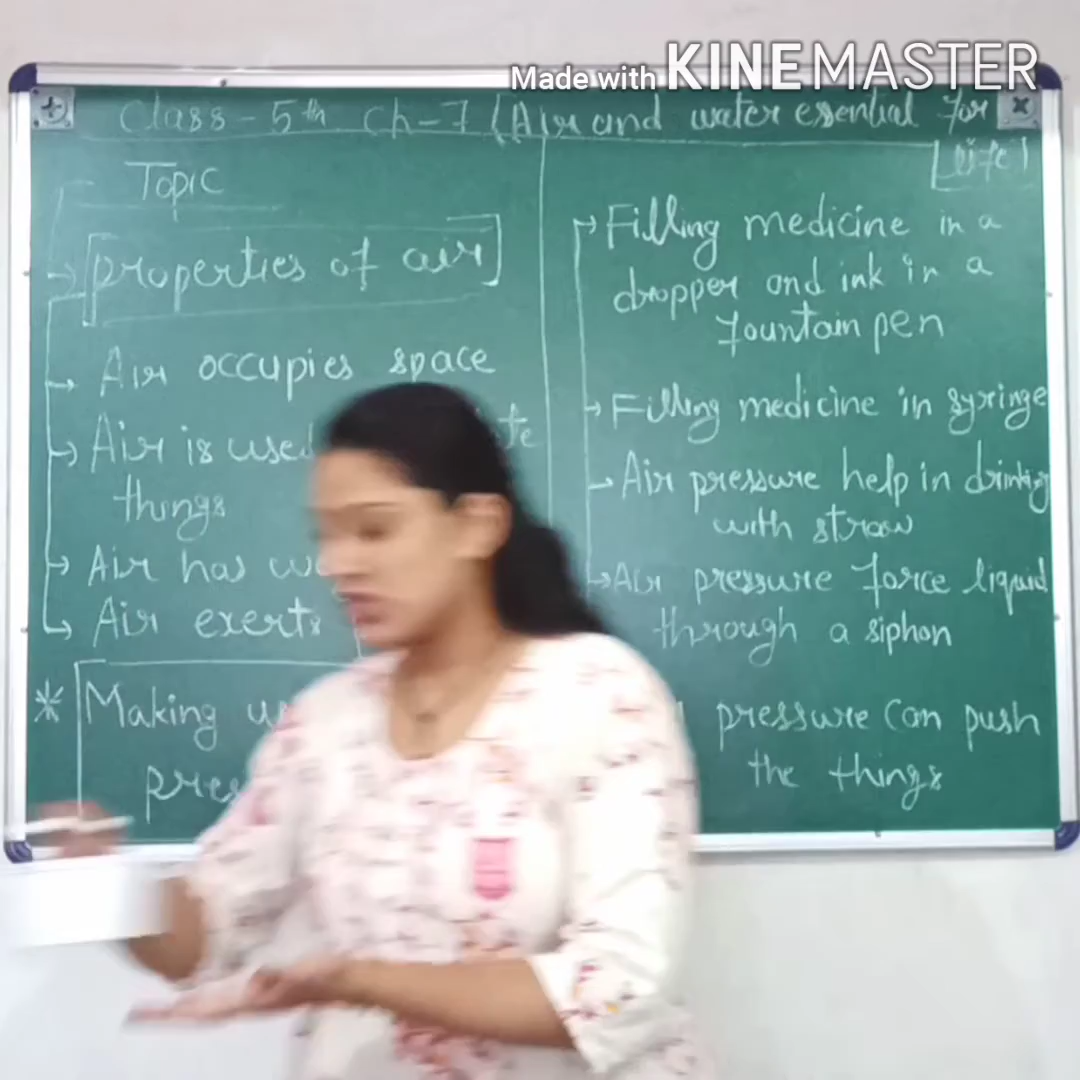 Made with KINEMASTER
Class - 5th Ch-7 (Air and water essential for life)
Topic
properties of air
Air occupies space
Air is used
things
Air has
Air exerts
* Making
Filling medicine in a
dropper and ink in a
fountain pen
Filling medicine in syringe
Air pressure help in drinking
with straw
Air pressure force liquid
through a siphon
pressure can push
the things